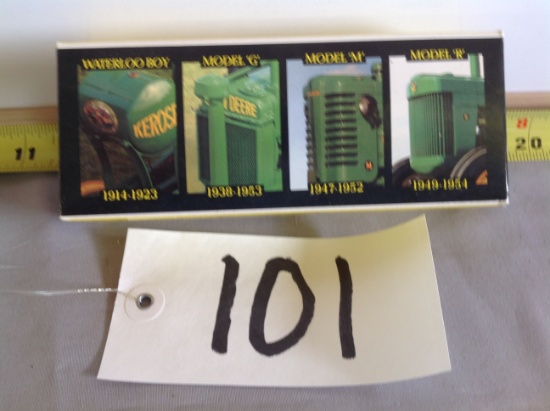 WATERLOO BOY MODEL 'G' MODEL 'M' MODEL 'R'
KEROS
DEERE
M
1914-1923 1938-1953 1947-1952 1949-1954
11
20
101